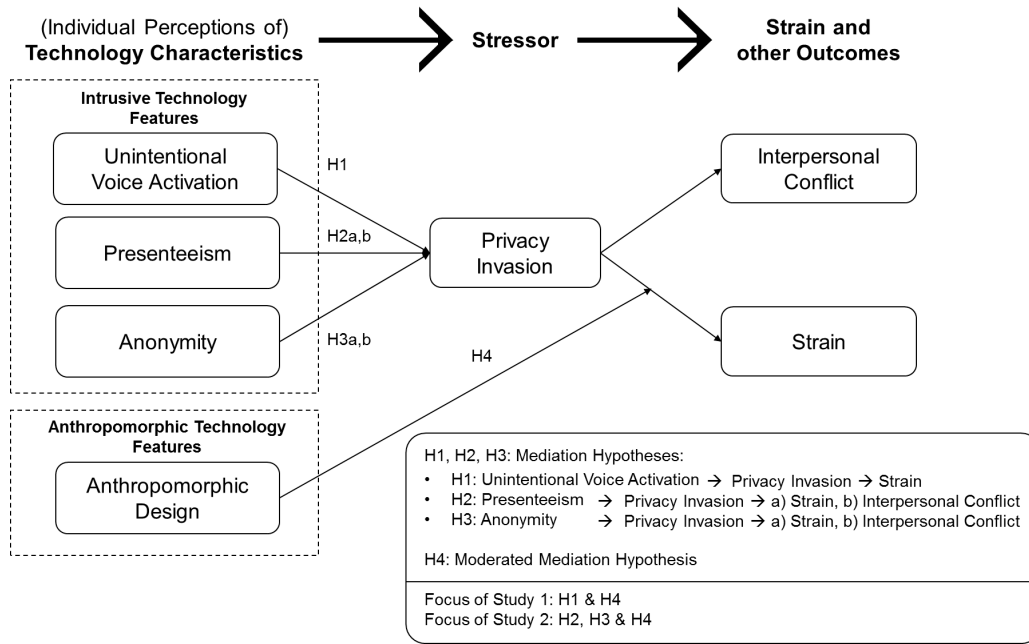 (Individual Perceptions of)
Technology Characteristics
Stressor
Strain and
other Outcomes
Intrusive Technology
Features
Unintentional
Voice Activation
H1
Interpersonal
Conflict
Presenteeism
H2a,b
Privacy
Invasion
Anonymity
H3a,b
H4
Strain
Anthropomorphic Technology
Features
Anthropomorphic
Design
H1, H2, H3: Mediation Hypotheses:
• H1: Unintentional Voice Activation → Privacy Invasion → Strain
• H2: Presenteeism → Privacy Invasion → a) Strain, b) Interpersonal Conflict
• H3: Anonymity → Privacy Invasion → a) Strain, b) Interpersonal Conflict
H4: Moderated Mediation Hypothesis
Focus of Study 1: H1 & H4
Focus of Study 2: H2, H3 & H4